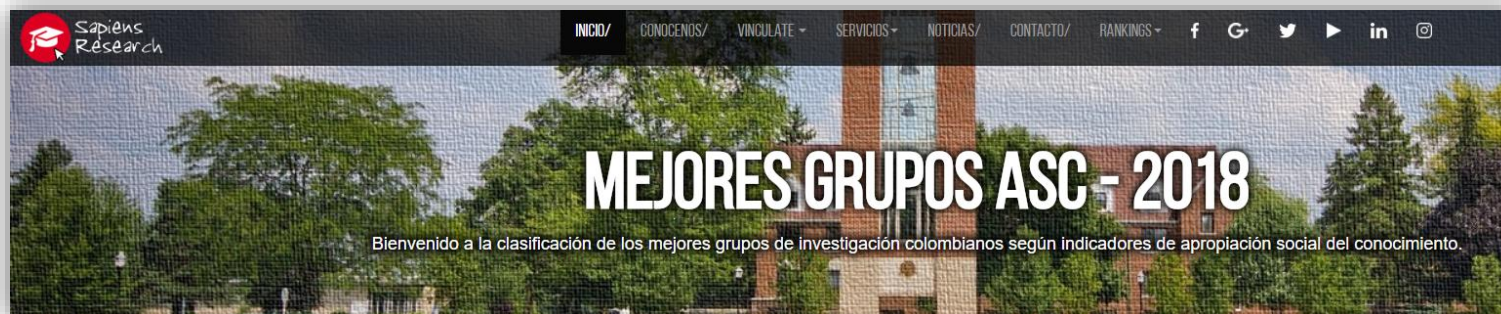 Sapiens
Research
INICIO/ CONOCENOS/ VINCULATE SERVICIOS NOTICIAS/ CONTACTO/ RANKINGS f G+ in
MEJORES GRUPOS ASC - 2018
Bienvenido a la clasificación de los mejores grupos de investigación colombianos según indicadores de apropiación social del conocimiento.